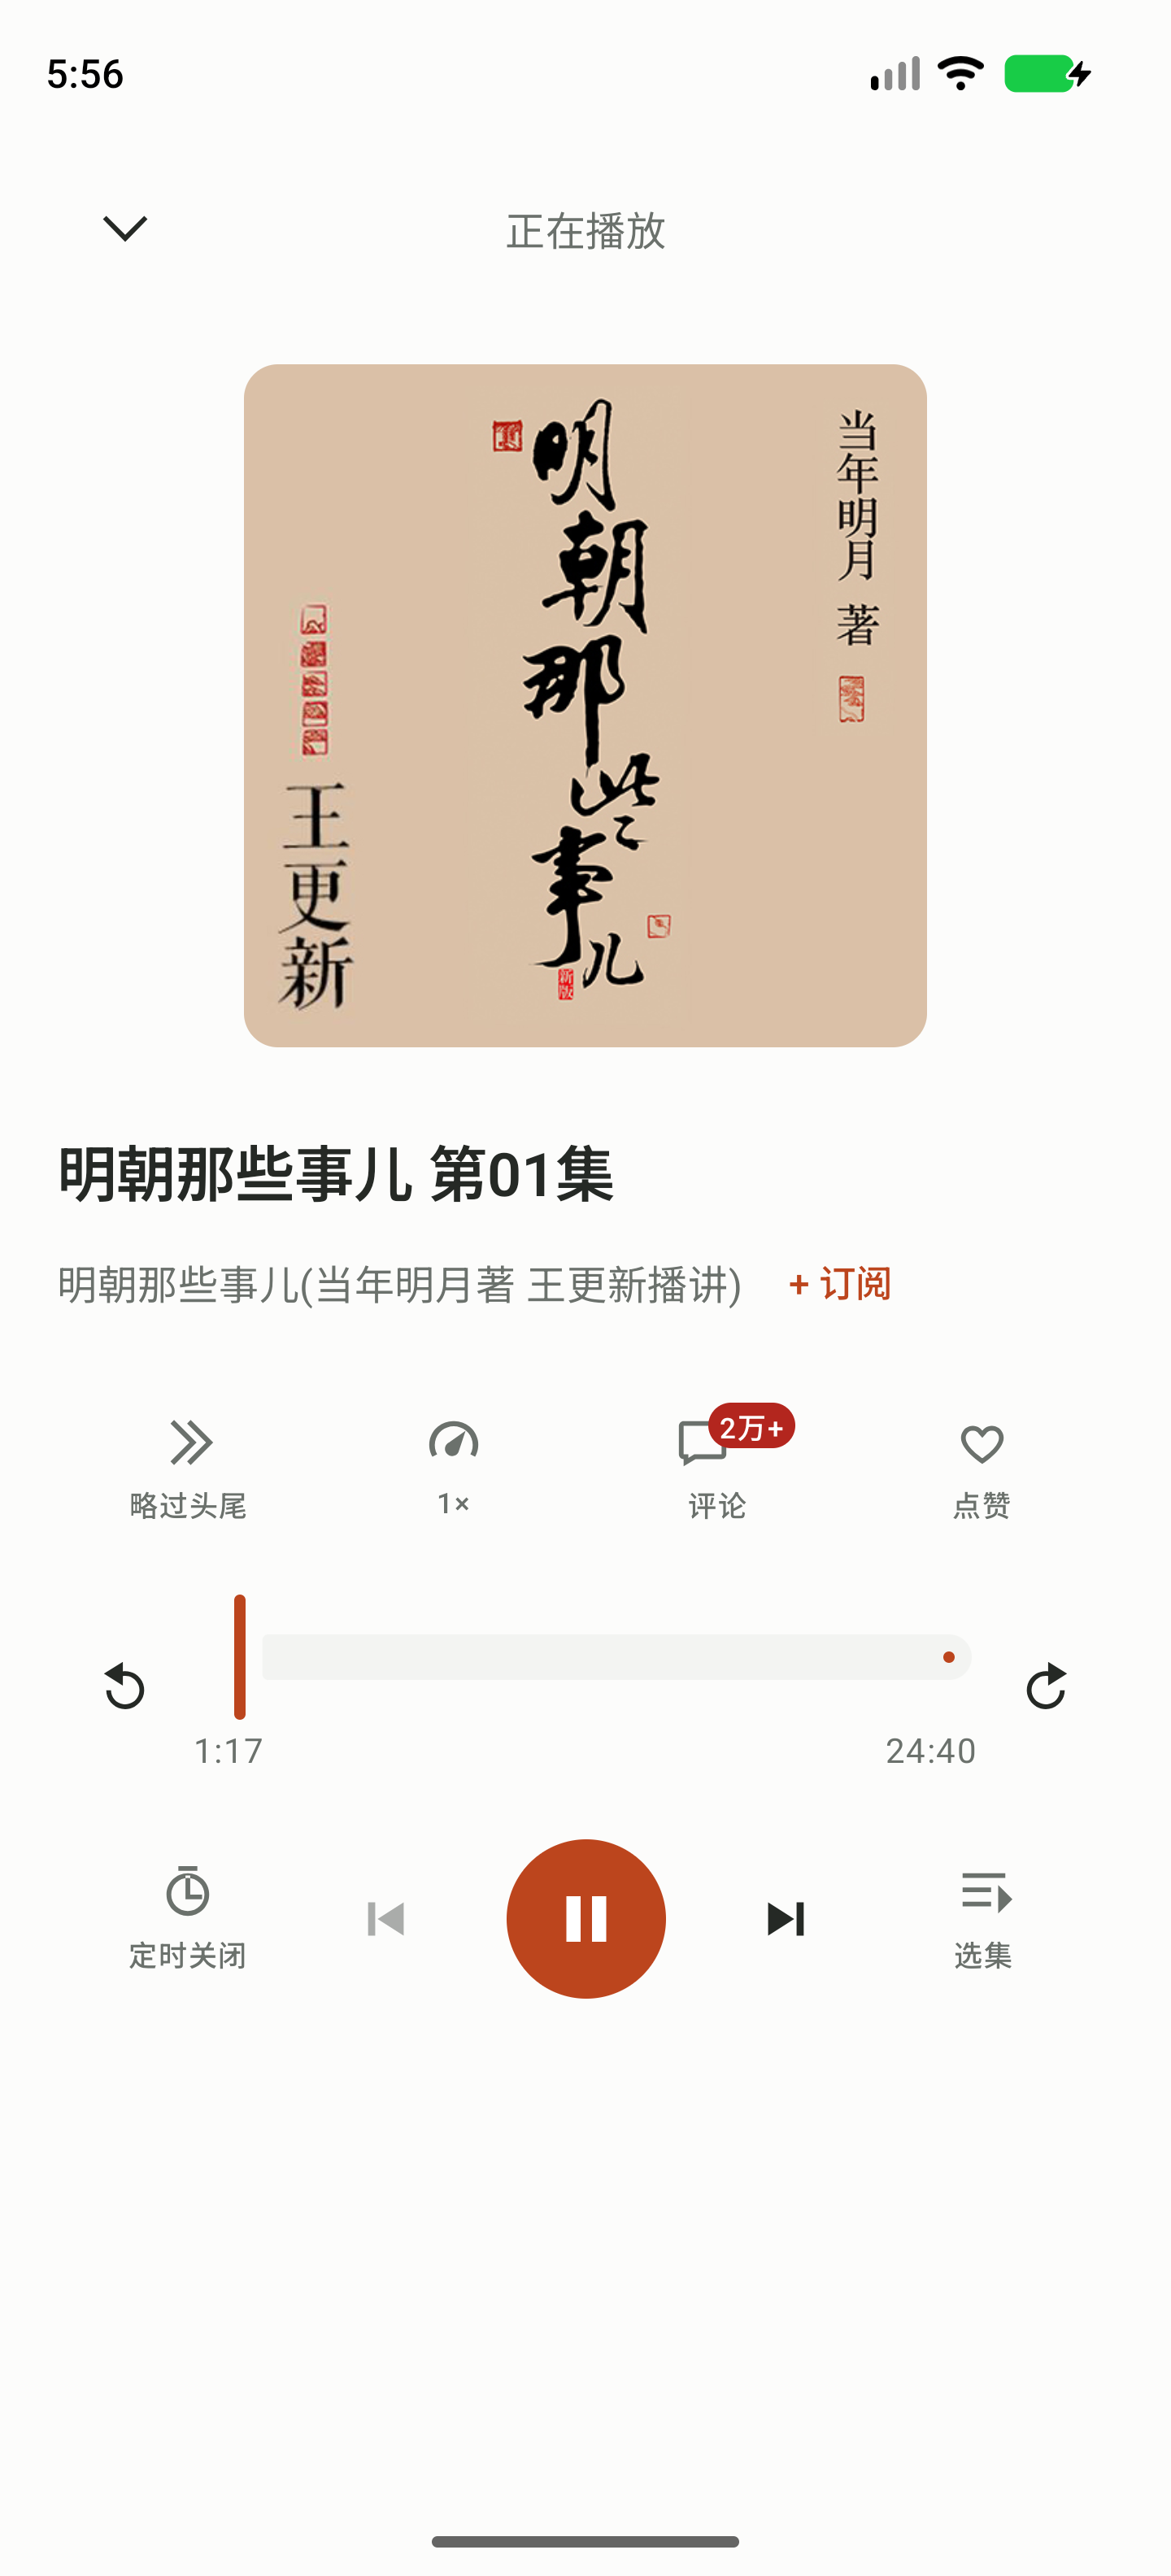 5:56
正在播放
当年明月 著
明朝那些事儿
新版
王更新
明朝那些事儿 第01集
明朝那些事儿(当年明月著 王更新播讲)
+ 订阅
2万+
略过头尾
1×
评论
点赞
1:17
24:40
定时关闭
选集